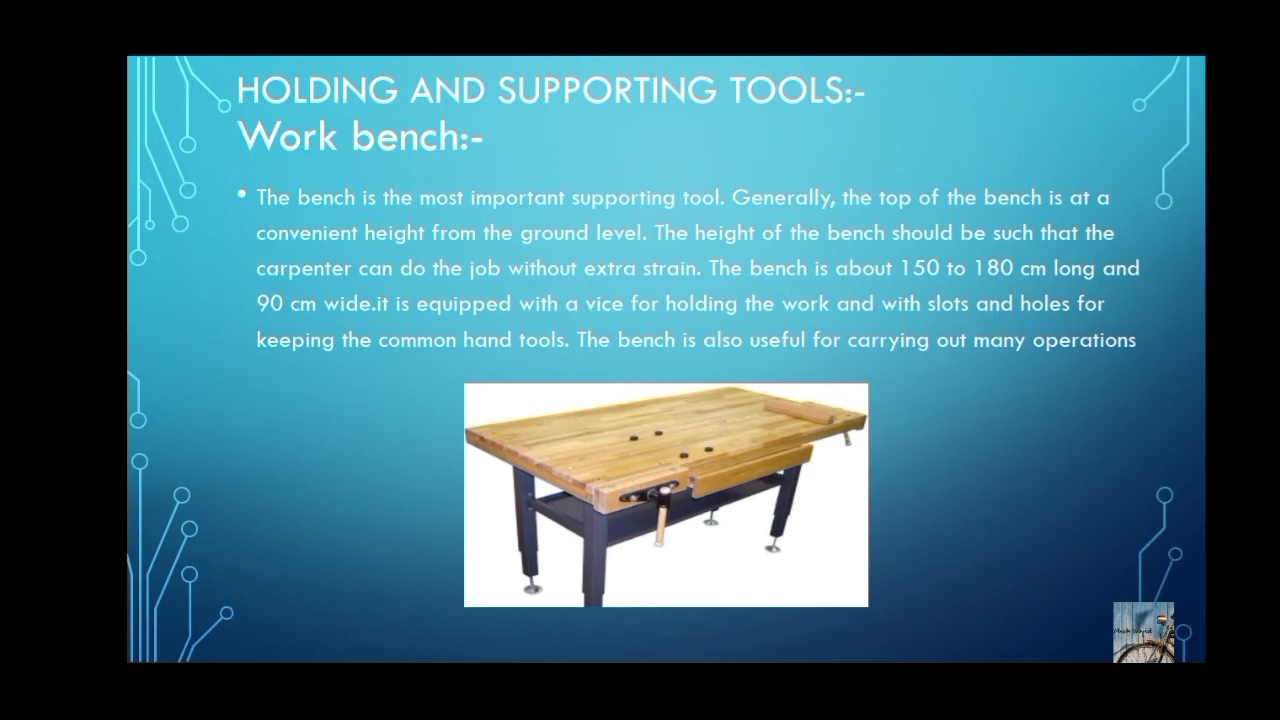 HOLDING AND SUPPORTING TOOLS:-
Work bench:-
• The bench is the most important supporting tool. Generally, the top of the bench is at a
convenient height from the ground level. The height of the bench should be such that the
carpenter can do the job without extra strain. The bench is about 150 to 180 cm long and
90 cm wide.it is equipped with a vice for holding the work and with slots and holes for
keeping the common hand tools. The bench is also useful for carrying out many operations